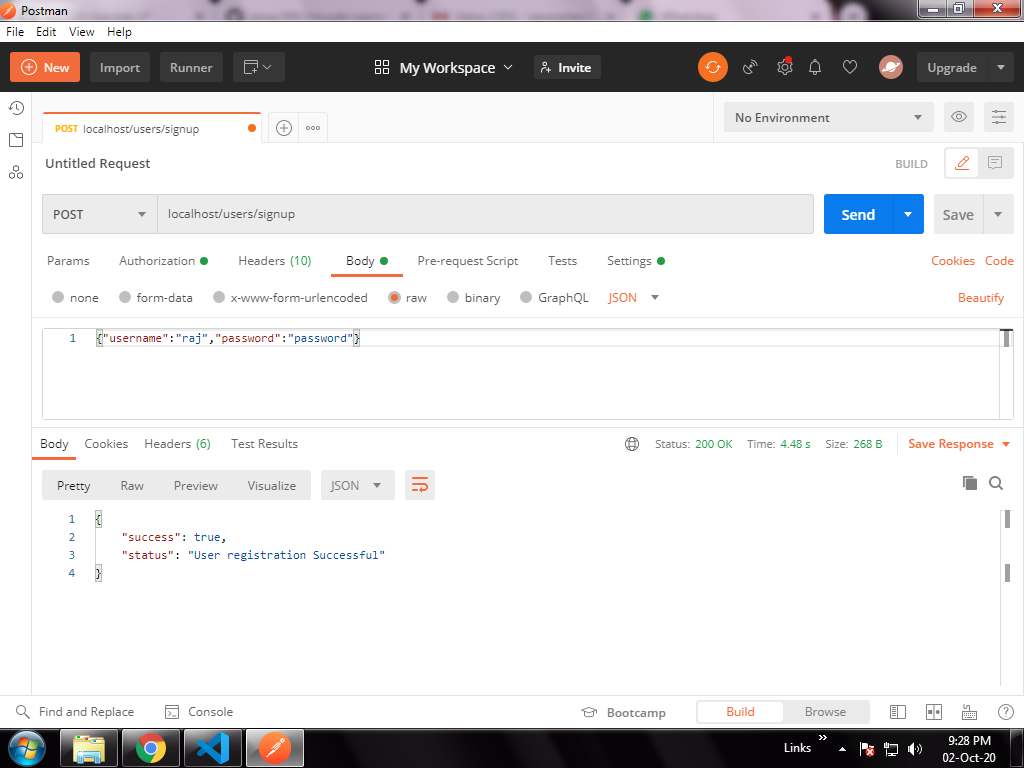 Postman
File Edit View Help
New Import Runner My Workspace Invite Upgrade
POST localhost/users/signup No Environment
Untitled Request BUILD
POST localhost/users/signup Send Save
Params Authorization Headers (10) Body Pre-request Script Tests Settings Cookies Code
none form-data x-www-form-urlencoded raw binary GraphQL JSON Beautify
1 {"username":"raj","password":"password"}
Body Cookies Headers (6) Test Results Status: 200 OK Time: 4.48 s Size: 268 B Save Response
Pretty Raw Preview Visualize JSON
1 {
2 "success": true,
3 "status": "User registration Successful"
4 }
Find and Replace Console Bootcamp Build Browse
Links 9:28 PM
02-Oct-20